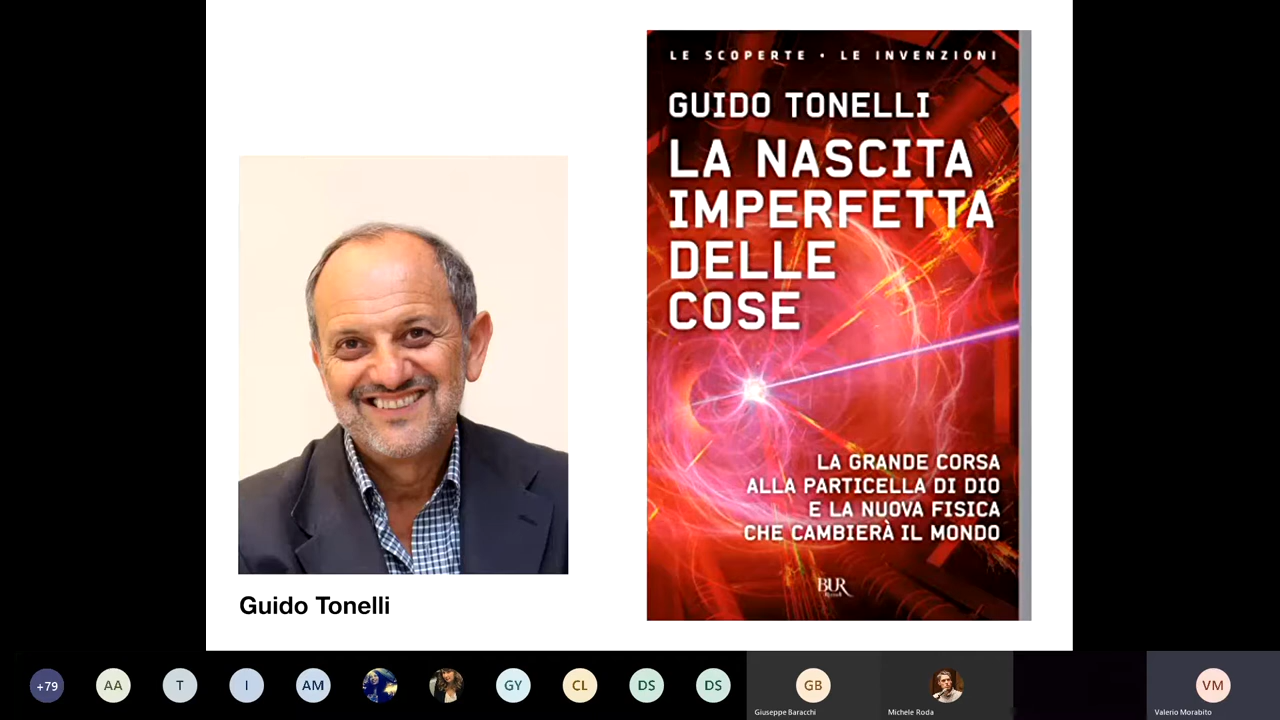 LE SCOPERTE • LE INVENZIONI
GUIDO TONELLI
LA NASCITA
IMPERFETTA
DELLE
COSE
LA GRANDE CORSA
ALLA PARTICELLA DI DIO
E LA NUOVA FISICA
CHE CAMBIERÀ IL MONDO
BUR
Rizzoli
Guido Tonelli
+79
AA
T
I
AM
GY
CL
DS
DS
GB
Giuseppe Baracchi
Michele Roda
VM
Valerio Morabito